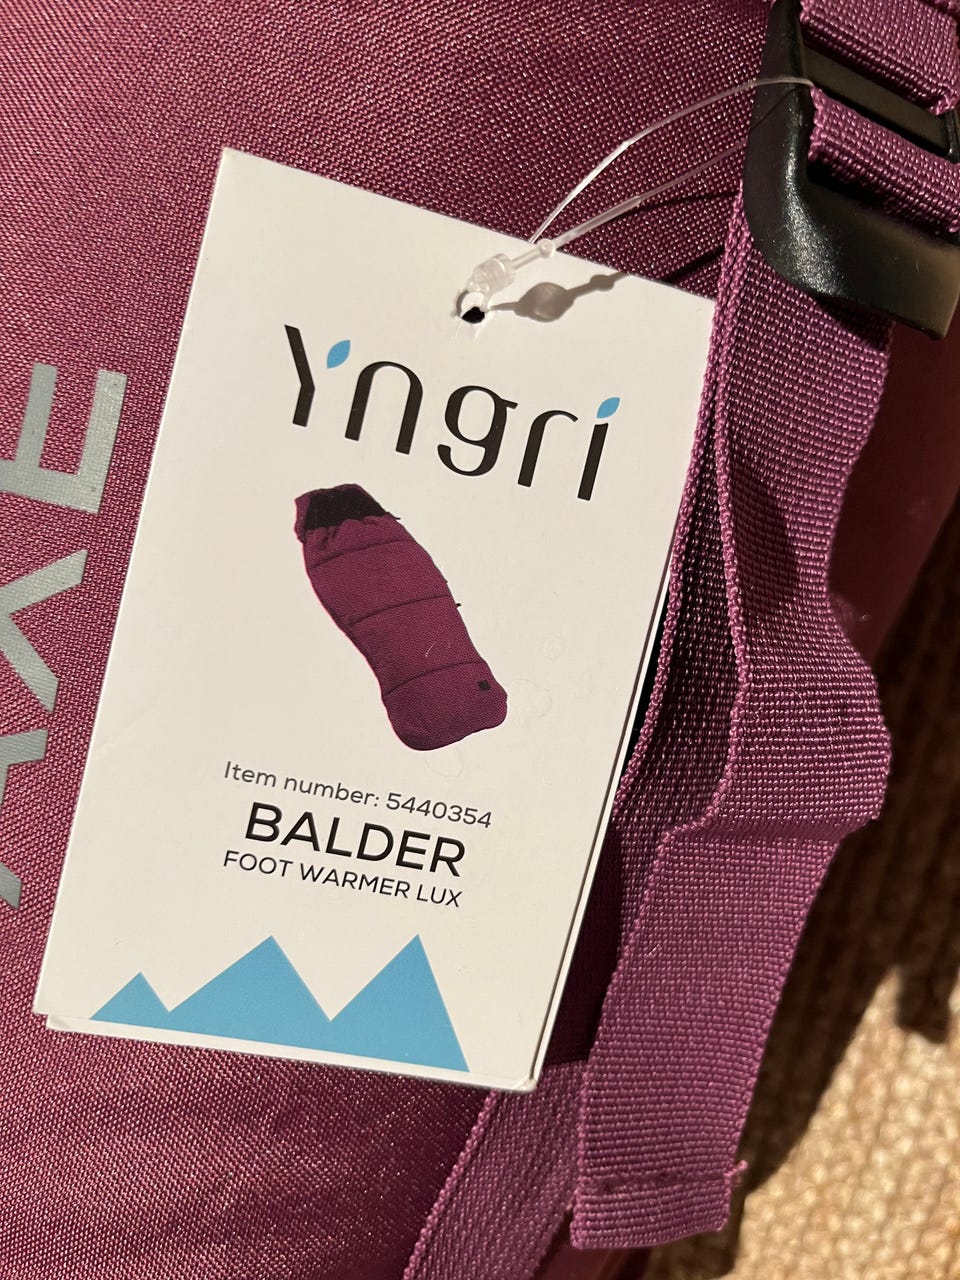 Yngri
Item number: 5440354
BALDER
FOOT WARMER LUX